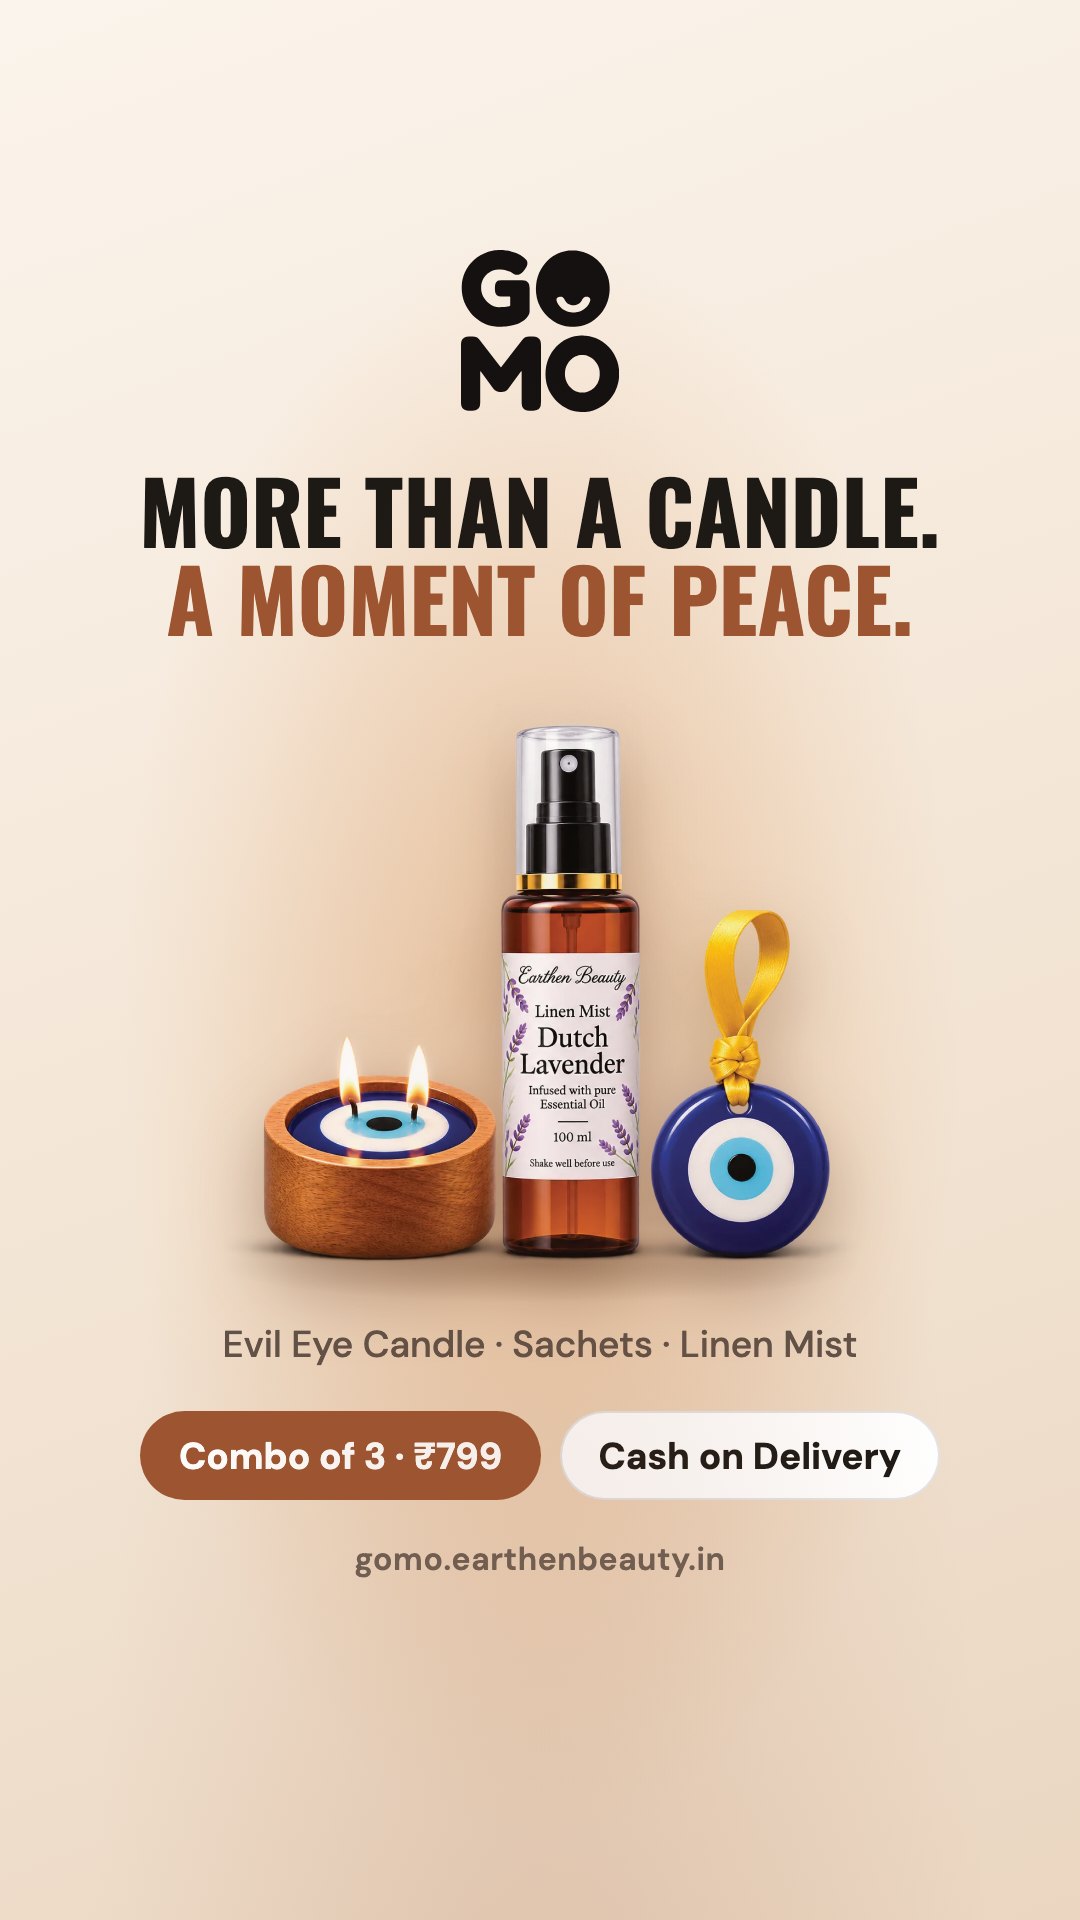 GO
MO
MORE THAN A CANDLE.
A MOMENT OF PEACE.
Earthen Beauty
Linen Mist
Dutch
Lavender
Infused with pure
Essential Oil
100 ml
Shake well before use
Evil Eye Candle · Sachets · Linen Mist
Combo of 3 · ₹799
Cash on Delivery
gomo.earthenbeauty.in